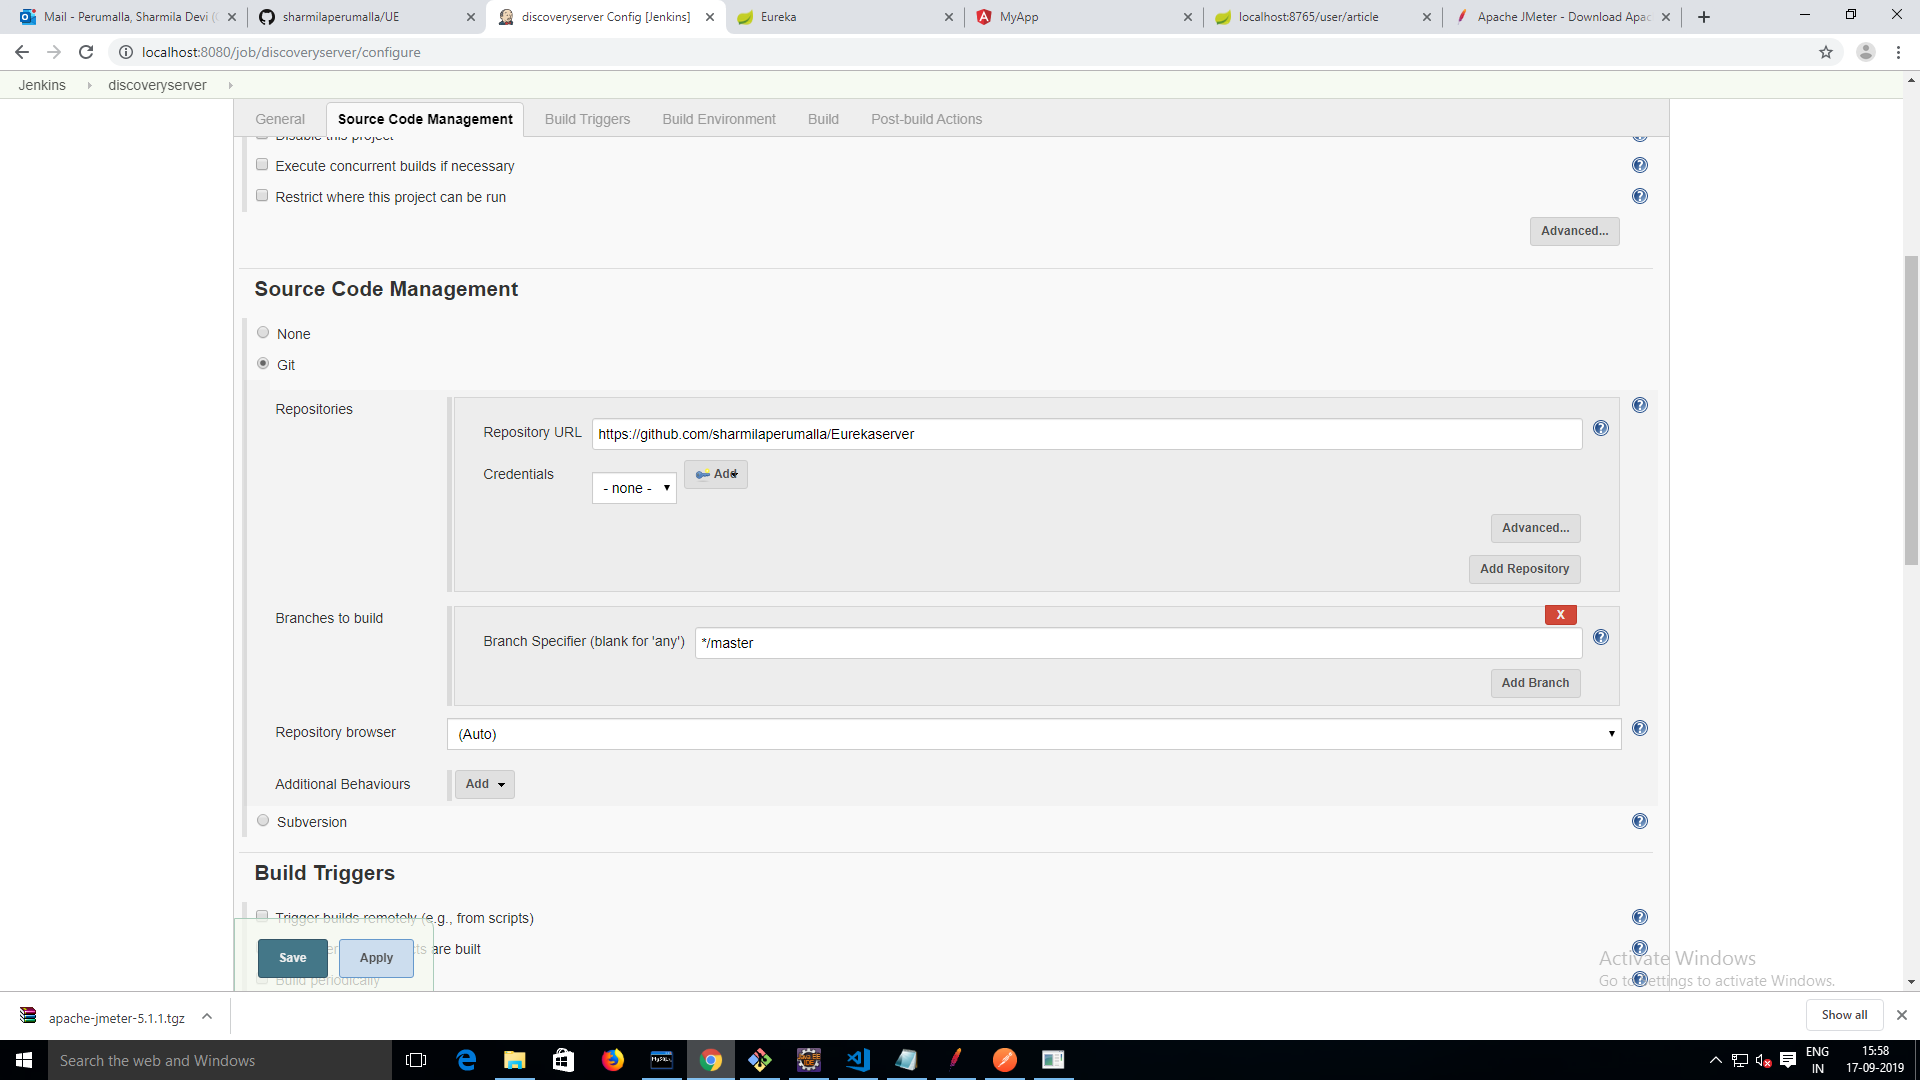 Mail - Perumalla, Sharmila Devi (
sharmilaperumalla/UE
discoveryserver Config [Jenkins]
Eureka
MyApp
localhost:8765/user/article
Apache JMeter - Download Apac
localhost:8080/job/discoveryserver/configure
Jenkins
discoveryserver
General
Source Code Management
Build Triggers
Build Environment
Build
Post-build Actions
Disable this project
Execute concurrent builds if necessary
Restrict where this project can be run
Advanced...
Source Code Management
None
Git
Repositories
Repository URL
https://github.com/sharmilaperumalla/Eurekaserver
Credentials
- none -
Add
Advanced...
Add Repository
Branches to build
X
Branch Specifier (blank for 'any')
*/master
Add Branch
Repository browser
(Auto)
Additional Behaviours
Add
Subversion
Build Triggers
Trigger builds remotely (e.g., from scripts)
are built
Save
Apply
Build periodically
Activate Windows
Go to Settings to activate Windows.
apache-jmeter-5.1.1.tgz
Show all
Search the web and Windows
MySQL
ENG
IN
15:58
17-09-2019